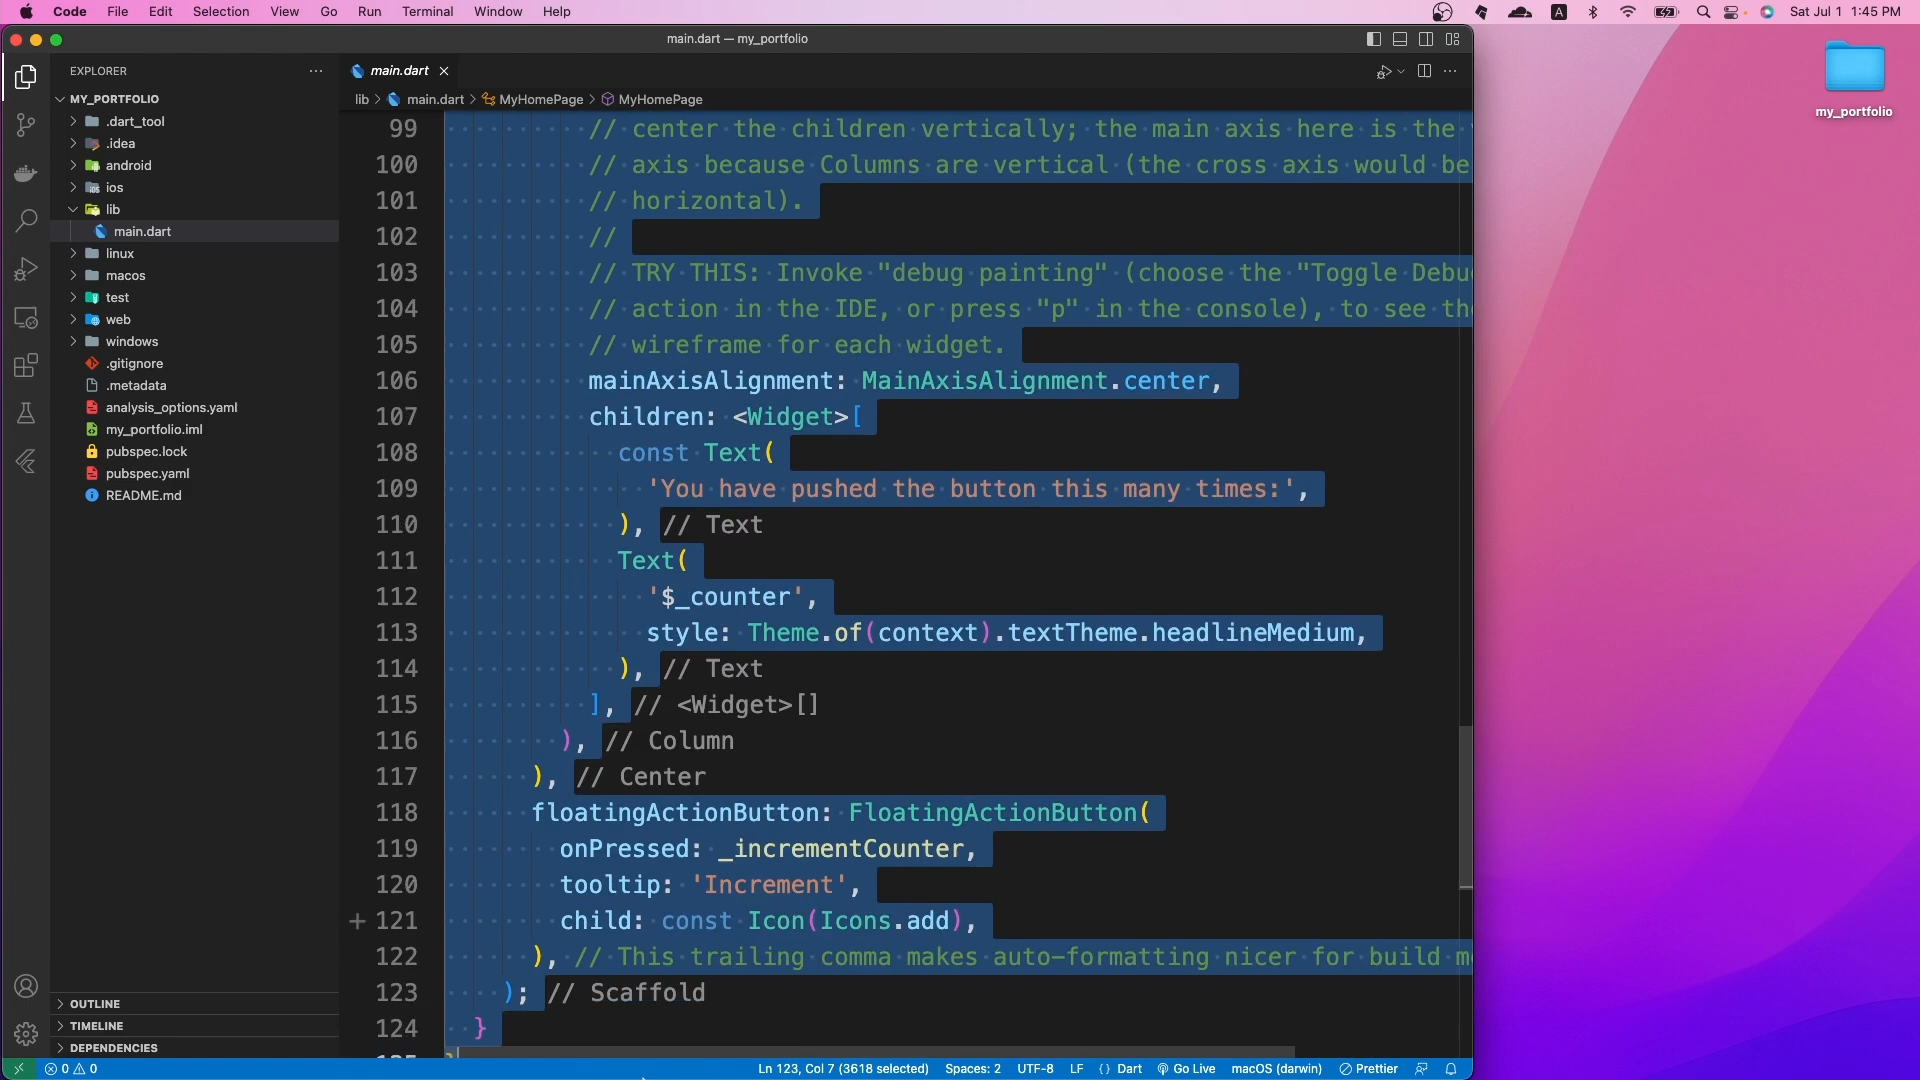 Code File Edit Selection View Go Run Terminal Window Help
A
Sat Jul 1 1:45 PM
main.dart — my_portfolio
my_portfolio
EXPLORER
MY_PORTFOLIO
.dart_tool
.idea
android
ios
lib
main.dart
linux
macos
test
web
windows
.gitignore
.metadata
analysis_options.yaml
my_portfolio.iml
pubspec.lock
pubspec.yaml
README.md
OUTLINE
TIMELINE
DEPENDENCIES
main.dart
lib > main.dart > MyHomePage > MyHomePage
99 // center the children vertically; the main axis here is the
100 // axis because Columns are vertical (the cross axis would be
101 // horizontal).
102 //
103 // TRY THIS: Invoke "debug painting" (choose the "Toggle Debu
104 // action in the IDE, or press "p" in the console), to see the
105 // wireframe for each widget.
106 mainAxisAlignment: MainAxisAlignment.center,
107 children: <Widget>[
108 const Text(
109 'You have pushed the button this many times:',
110 ), // Text
111 Text(
112 '$_counter',
113 style: Theme.of(context).textTheme.headlineMedium,
114 ), // Text
115 ], // <Widget>[]
116 ), // Column
117 ), // Center
118 floatingActionButton: FloatingActionButton(
119 onPressed: _incrementCounter,
120 tooltip: 'Increment',
121 child: const Icon(Icons.add),
122 ), // This trailing comma makes auto-formatting nicer for build m
123 ); // Scaffold
124 }
0 0
Ln 123, Col 7 (3618 selected) Spaces: 2 UTF-8 LF {} Dart Go Live macOS (darwin) Prettier